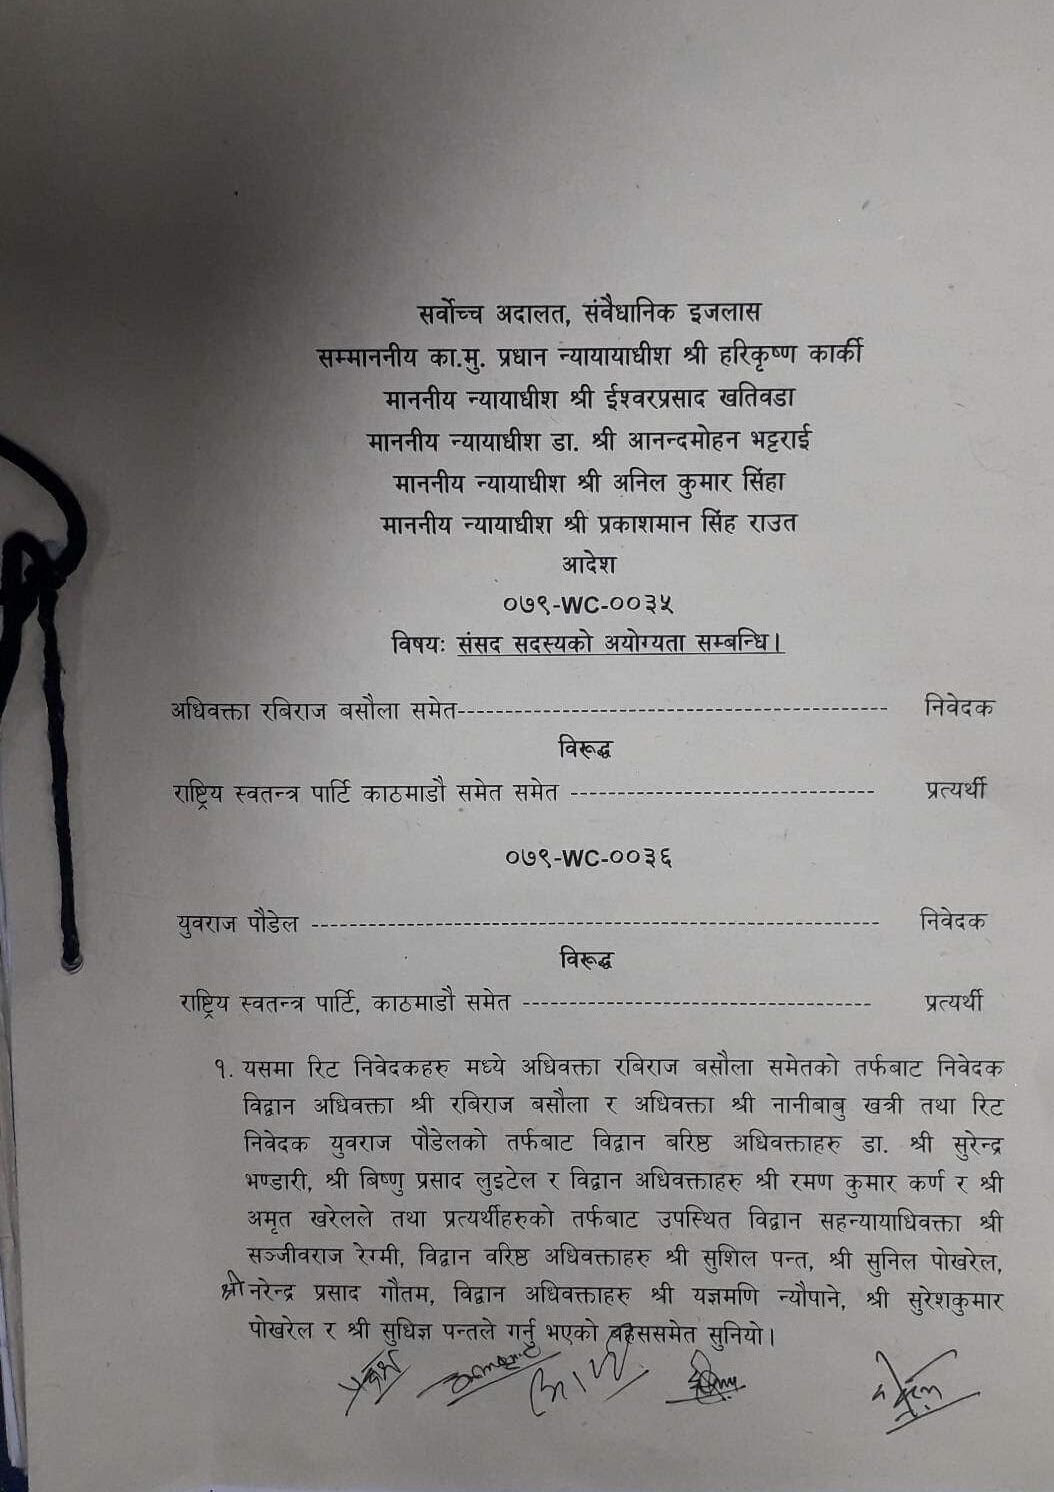 सर्वोच्च अदालत, संवैधानिक इजलास
सम्माननीय का.मु. प्रधान न्यायायाधीश श्री हरिकृष्ण कार्की
माननीय न्यायाधीश श्री ईश्वरप्रसाद खतिवडा
माननीय न्यायाधीश डा. श्री आनन्दमोहन भट्टराई
माननीय न्यायाधीश श्री अनिल कुमार सिंहा
माननीय न्यायाधीश श्री प्रकाशमान सिंह राउत
आदेश
०७९-WC-००३५
विषयः संसद सदस्यको अयोग्यता सम्बन्धि।
अधिवक्ता रबिराज बसौला समेत-------------------------------------------- निवेदक
विरूद्ध
राष्ट्रिय स्वतन्त्र पार्टि काठमाडौ समेत समेत -------------------------------- प्रत्यर्थी
०७९-WC-००३६
युवराज पौडेल ------------------------------------------------------------ निवेदक
विरूद्ध
राष्ट्रिय स्वतन्त्र पार्टि, काठमाडौ समेत ------------------------------------ प्रत्यर्थी
१. यसमा रिट निवेदकहरु मध्ये अधिवक्ता रबिराज बसौला समेतको तर्फबाट निवेदक
विद्वान अधिवक्ता श्री रबिराज बसौला र अधिवक्ता श्री नानीबाबु खत्री तथा रिट
निवेदक युवराज पौडेलको तर्फबाट विद्वान बरिष्ठ अधिवक्ताहरु डा. श्री सुरेन्द्र
भण्डारी, श्री बिष्णु प्रसाद लुइटेल र विद्वान अधिवक्ताहरु श्री रमण कुमार कर्ण र श्री
अमृत खरेलले तथा प्रत्यर्थीहरुको तर्फबाट उपस्थित विद्वान सहन्यायाधिवक्ता श्री
सञ्जीवराज रेग्मी, विद्वान वरिष्ठ अधिवक्ताहरु श्री सुशिल पन्त, श्री सुनिल पोखरेल,
श्री नरेन्द्र प्रसाद गौतम, विद्वान अधिवक्ताहरु श्री यज्ञमणि न्यौपाने, श्री सुरेशकुमार
पोखरेल र श्री सुधिज्ञ पन्तले गर्नु भएको बहससमेत सुनियो।